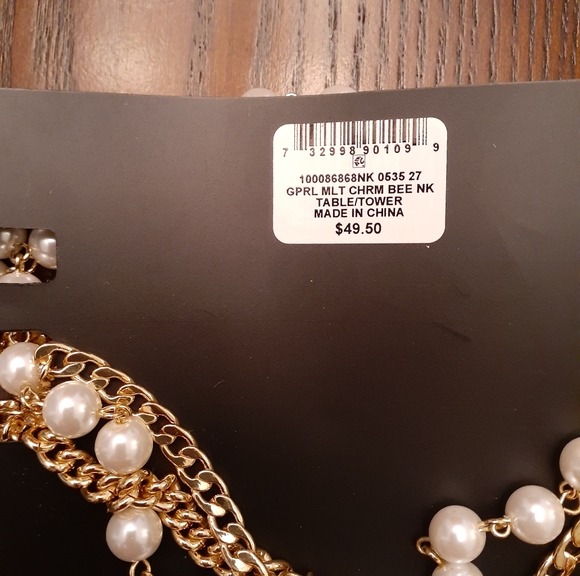 7 32998 90109 9
100086868NK 0535 27
GPRL MLT CHRM BEE NK
TABLE/TOWER
MADE IN CHINA
$49.50